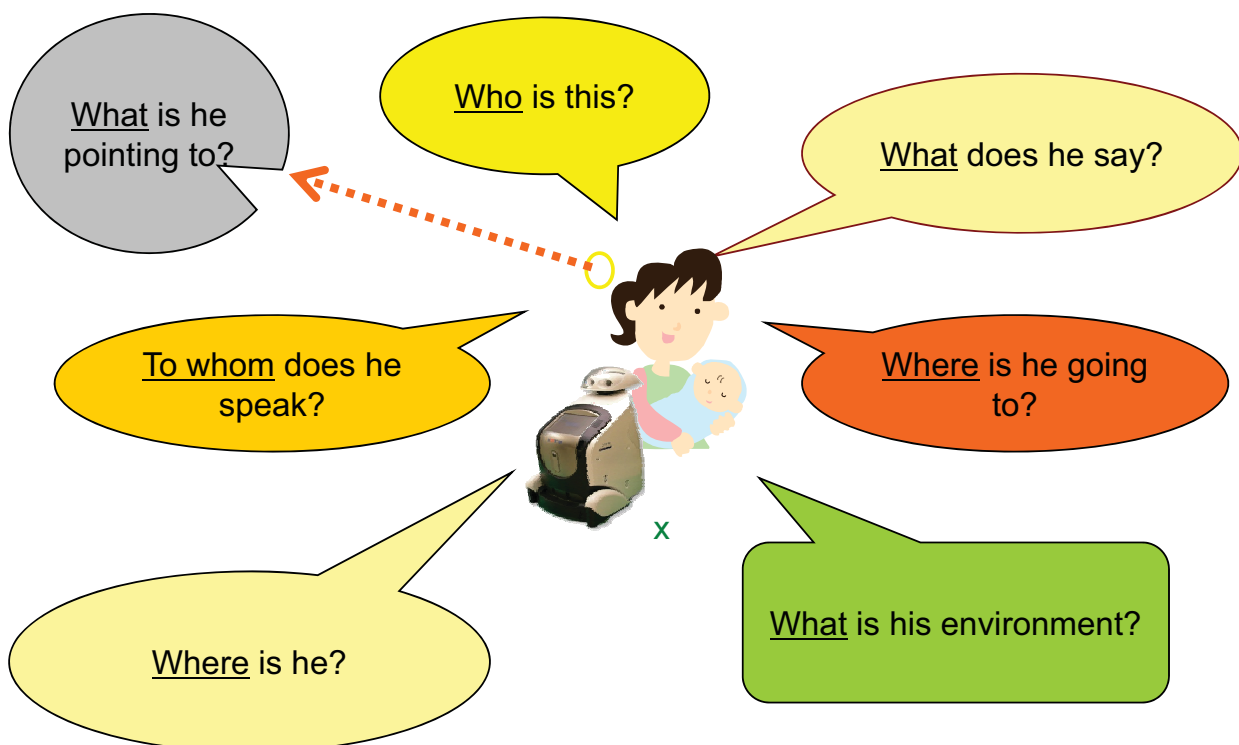 What is he
pointing to?
Who is this?
What does he say?
To whom does he
speak?
Where is he going
to?
x
Where is he?
What is his environment?